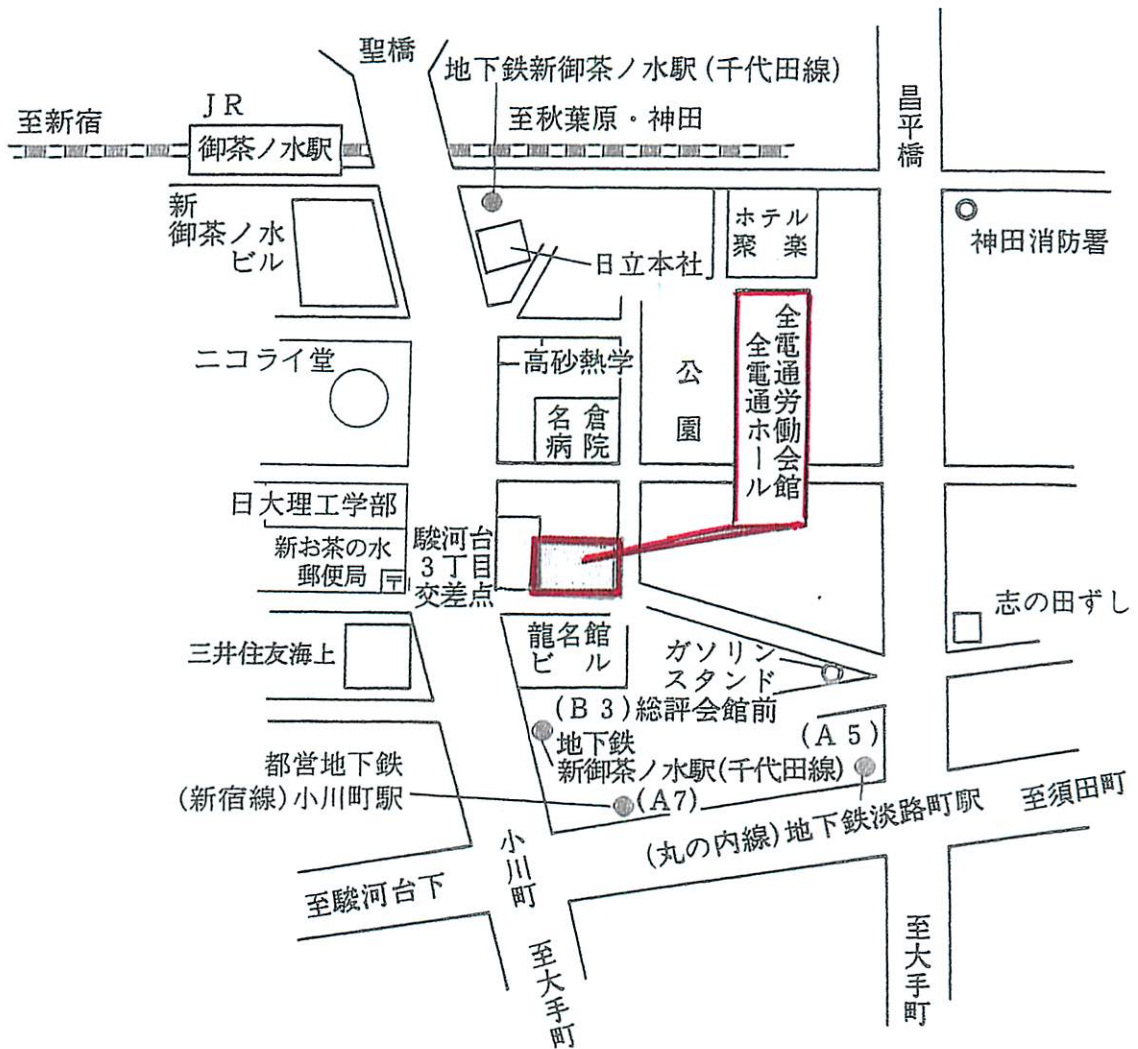 聖橋
地下鉄新御茶ノ水駅(千代田線)
JR
至新宿
御茶ノ水駅
至秋葉原・神田
昌平橋
新
御茶ノ水
ビル
ホテル
聚楽
神田消防署
日立本社
ニコライ堂
高砂熱学
公園
全電通労働会館
全電通ホール
名倉
病院
日大理工学部
新お茶の水
郵便局
〒
駿河台
3丁目
交差点
志の田ずし
三井住友海上
龍名館
ビル
ガソリン
スタンド
(B3)総評会館前
地下鉄
新御茶ノ水駅(千代田線)
(A5)
都営地下鉄
(新宿線)小川町駅
(A7)
(丸の内線)地下鉄淡路町駅
至須田町
小川町
至駿河台下
至大手町
至大手町